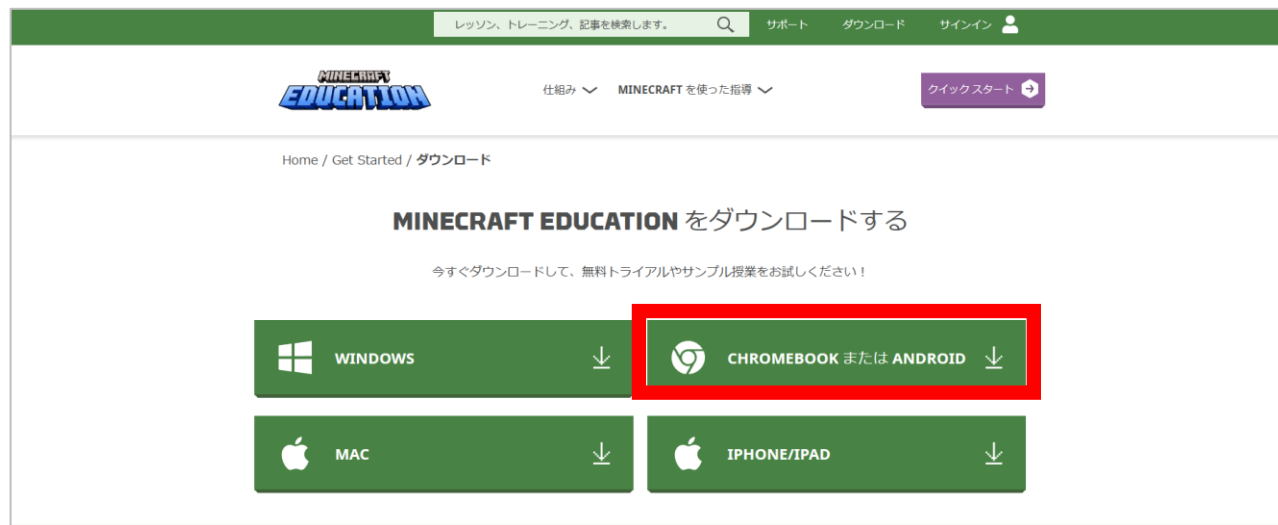 レッスン、トレーニング、記事を検索します。 サポート ダウンロード サインイン
MINECRAFT
EDUCATION
仕組み MINECRAFT を使った指導 クイック スタート
Home / Get Started / ダウンロード
MINECRAFT EDUCATION をダウンロードする
今すぐダウンロードして、無料トライアルやサンプル授業をお試しください！
WINDOWS
CHROMEBOOK または ANDROID
MAC
IPHONE/IPAD